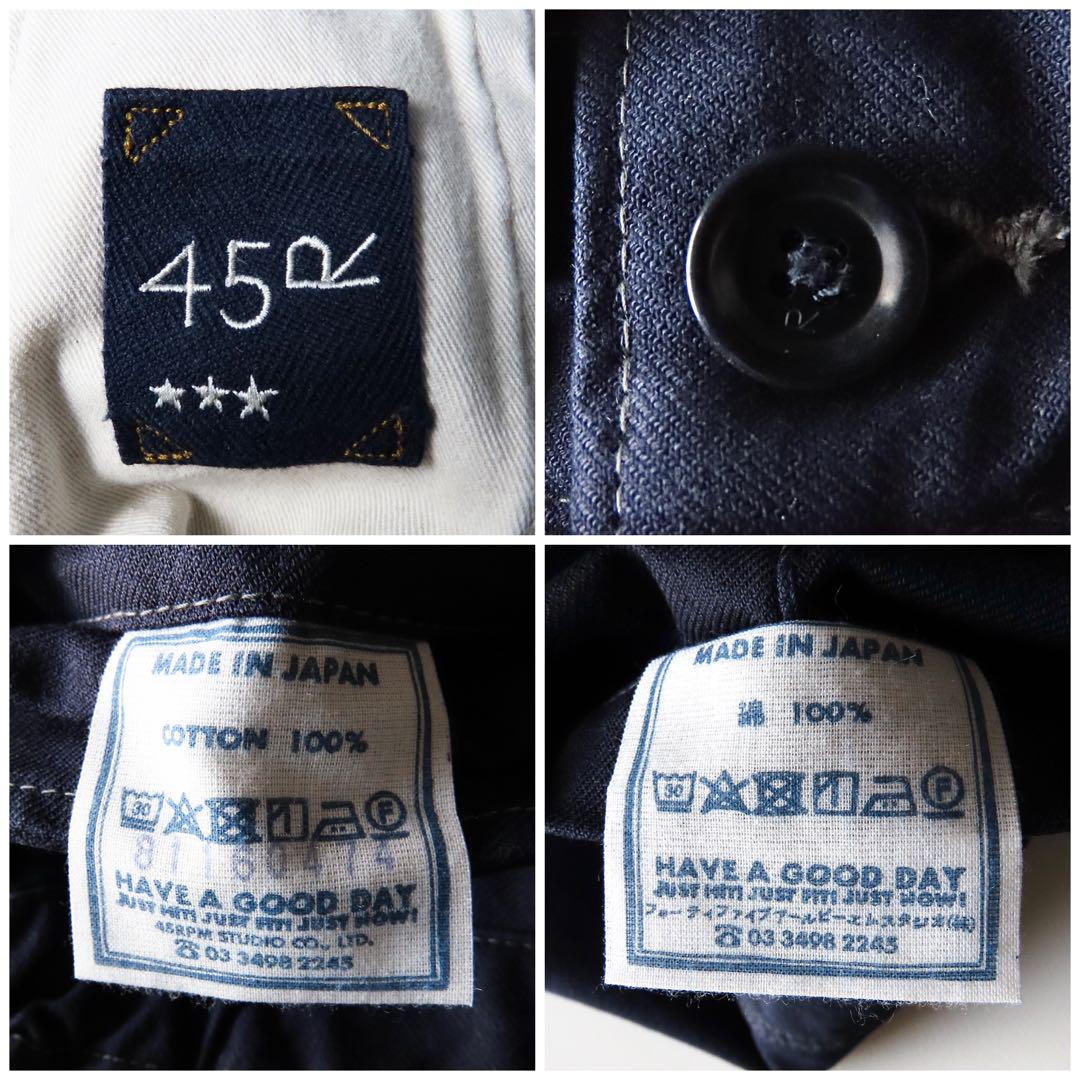 45R
R
MADE IN JAPAN
COTTON 100%
30
F
81160474
HAVE A GOOD DAY
JUST HIT! JUST FIT! JUST NOW!
45RPM STUDIO CO., LTD.
☎ 03 3498 2245
MADE IN JAPAN
綿 100%
30
F
HAVE A GOOD DAY
JUST HIT! JUST FIT! JUST NOW!
フォーティファイブアールピーエムスタジオ(株)
☎ 03 3498 2245